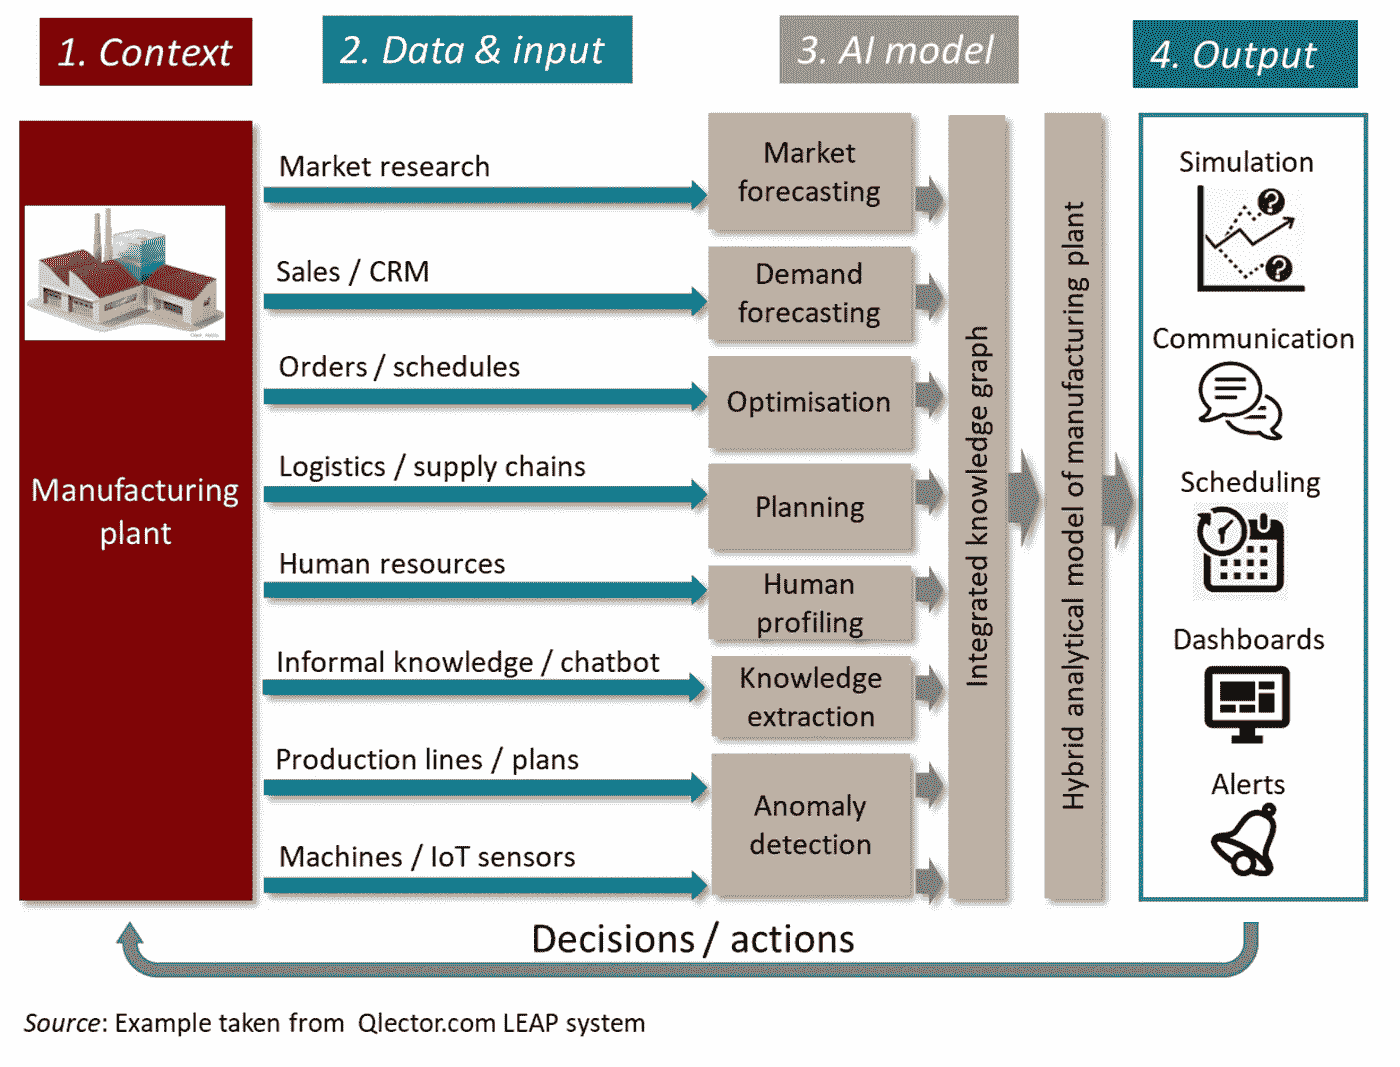 1. Context
2. Data & input
3. AI model
4. Output
Manufacturing
plant
Market research
Sales / CRM
Orders / schedules
Logistics / supply chains
Human resources
Informal knowledge / chatbot
Production lines / plans
Machines / IoT sensors
Market
forecasting
Demand
forecasting
Optimisation
Planning
Human
profiling
Knowledge
extraction
Anomaly
detection
Integrated knowledge graph
Hybrid analytical model of manufacturing plant
Simulation
?
?
Communication
Scheduling
Dashboards
Alerts
Decisions / actions
Source: Example taken from Qlector.com LEAP system